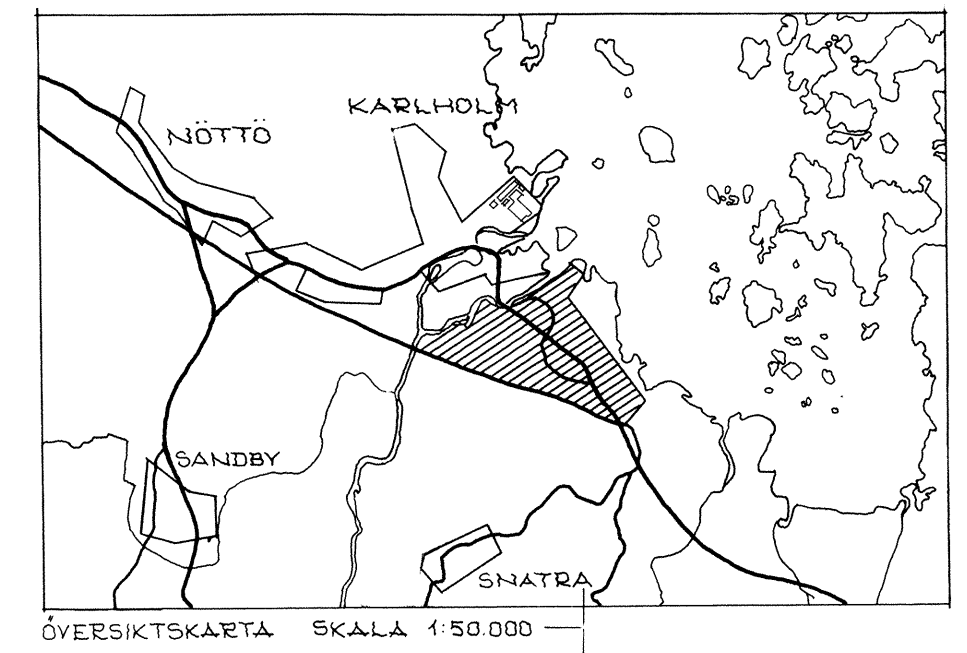 KARLHOLM
NÖTTÖ
SANDBY
SNATRA
ÖVERSIKTSKARTA SKALA 1:50.000